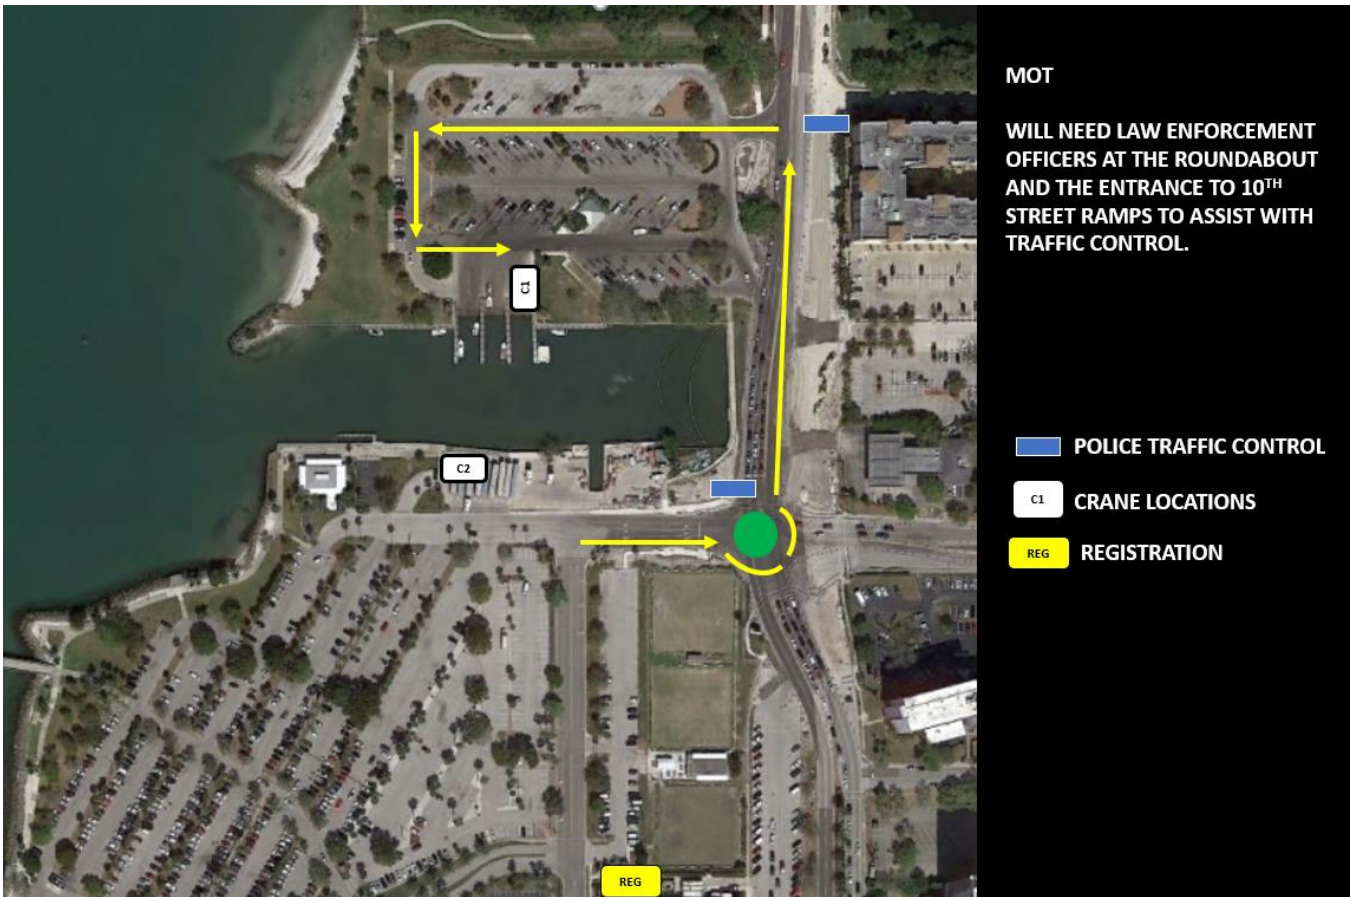 MOT
WILL NEED LAW ENFORCEMENT
OFFICERS AT THE ROUNDABOUT
AND THE ENTRANCE TO 10TH
STREET RAMPS TO ASSIST WITH
TRAFFIC CONTROL.
C1
C2
POLICE TRAFFIC CONTROL
C1 CRANE LOCATIONS
REG REGISTRATION
REG